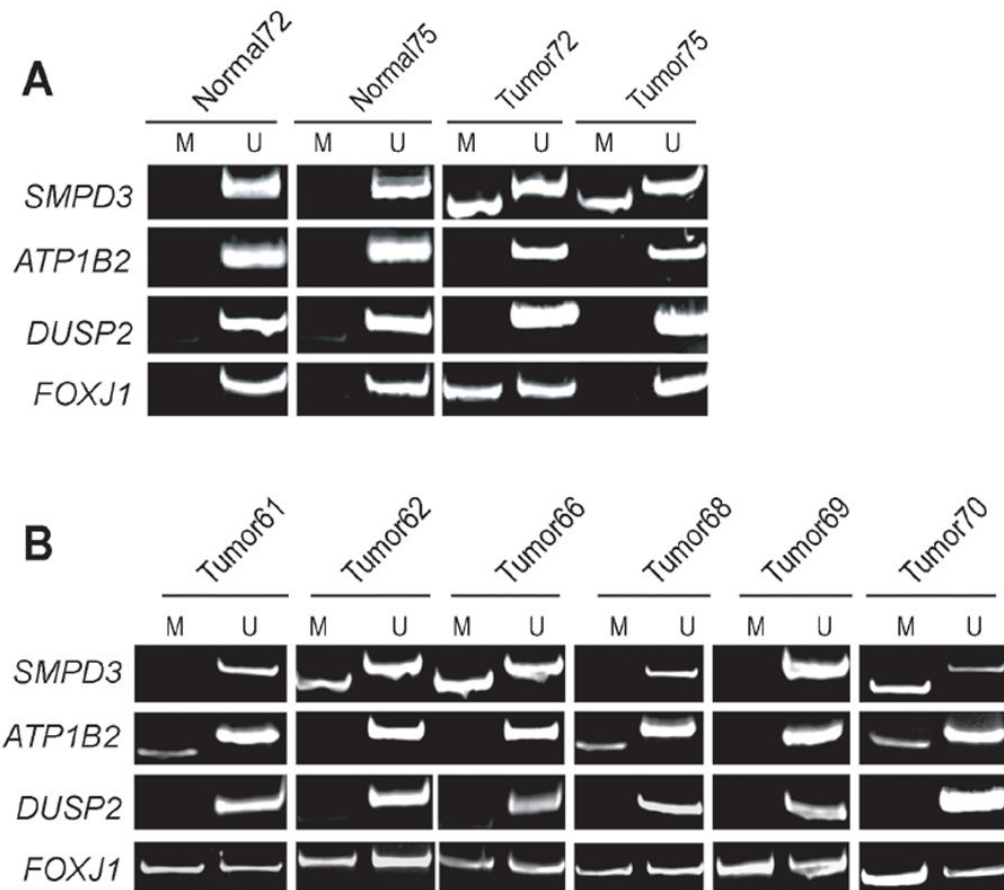 A
Normal72 Normal75 Tumor72 Tumor75
M U M U M U M U
SMPD3
ATP1B2
DUSP2
FOXJ1
B
Tumor61 Tumor62 Tumor66 Tumor68 Tumor69 Tumor70
M U M U M U M U M U M U
SMPD3
ATP1B2
DUSP2
FOXJ1